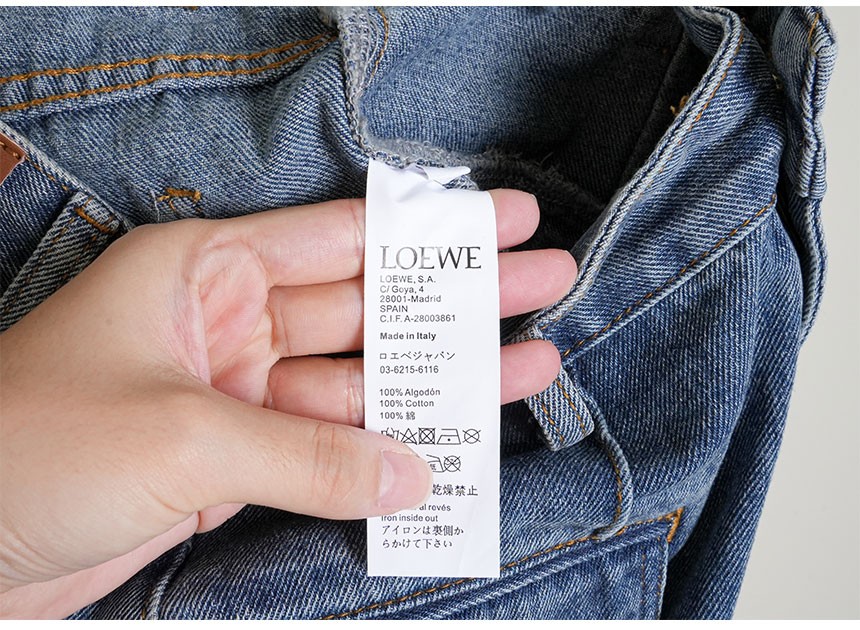 LOEWE
LOEWE, S.A.
C/ Goya, 4
28001-Madrid
SPAIN
C.I.F. A-28003861
Made in Italy
ロエベジャパン
03-6215-6116
100% Algodón
100% Cotton
100% 綿
乾燥禁止
al revés
Iron inside out
アイロンは裏側か
らかけて下さい